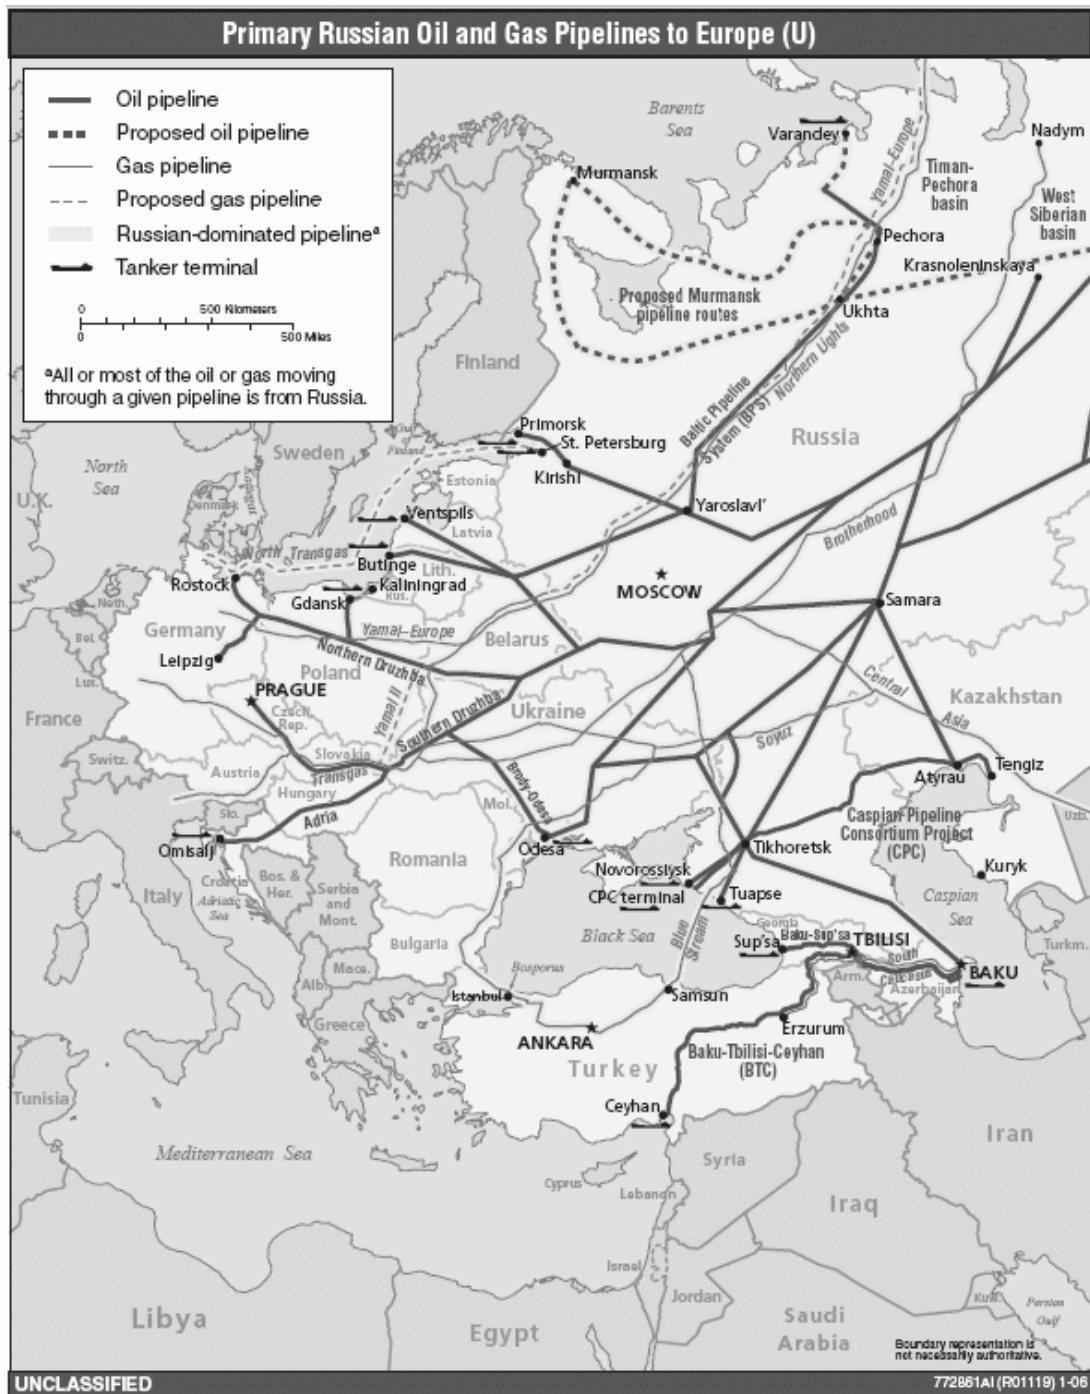 Primary Russian Oil and Gas Pipelines to Europe (U)
Oil pipeline
Proposed oil pipeline
Gas pipeline
Proposed gas pipeline
Russian-dominated pipelineᵃ
Tanker terminal
0 500 Kilometers
0 500 Miles
ᵃAll or most of the oil or gas moving
through a given pipeline is from Russia.
Barents
Sea
Varandey
Nadym
Murmansk
Yamal-Europe
Timan-
Pechora
basin
West
Siberian
basin
Pechora
Krasnoleninskaya
Proposed Murmansk
pipeline routes
Ukhta
Finland
Northern Lights
Baltic Pipeline
System (BPS)
Russia
Primorsk
St. Petersburg
Gulf
Finland
Kirishi
North
Sea
Sweden
Estonia
U.K.
Denmark
Kattegat
Ventspils
Latvia
Yaroslavl'
Brotherhood
North Transgas
Butinge
Lith.
MOSCOW
Rostock
Kaliningrad
Rus.
Gdansk
Samara
Neth.
Germany
Yamal-Europe
Belarus
Bel.
Leipzig
Northern Druzhba
Poland
Lux.
PRAGUE
Czech
Rep.
Yamal II
Southern Druzhba
Ukraine
Central
Asia
Kazakhstan
France
Soyuz
Switz.
Slovakia
Austria
Transgas
Hungary
Brody-Odesa
Atyrau
Tengiz
Mol.
Slo.
Adria
Uzb.
Omisalj
Odesa
Tikhoretsk
Caspian Pipeline
Consortium Project
(CPC)
Romania
Kuryk
Italy
Croatia
Adriatic
Sea
Bos. &
Her.
Serbia
and
Mont.
Novorossiysk
CPC terminal
Tuapse
Caspian
Sea
Bulgaria
Black Sea
Blue
Stream
Georgia
Sup'sa
Baku-Sup'sa
TBILISI
Turkm.
Mace.
Alb.
Bosporus
Arm.
South
Caucasus
Azerbaijan
BAKU
Istanbul
Samsun
Greece
ANKARA
Erzurum
Turkey
Baku-Tbilisi-Ceyhan
(BTC)
Tunisia
Ceyhan
Iran
Mediterranean Sea
Syria
Cyprus
Lebanon
Iraq
Israel
Jordan
Kuw.
Persian
Gulf
Libya
Egypt
Saudi
Arabia
Boundary representation is
not necessarily authoritative.
UNCLASSIFIED
772861AI (R01119) 1-06